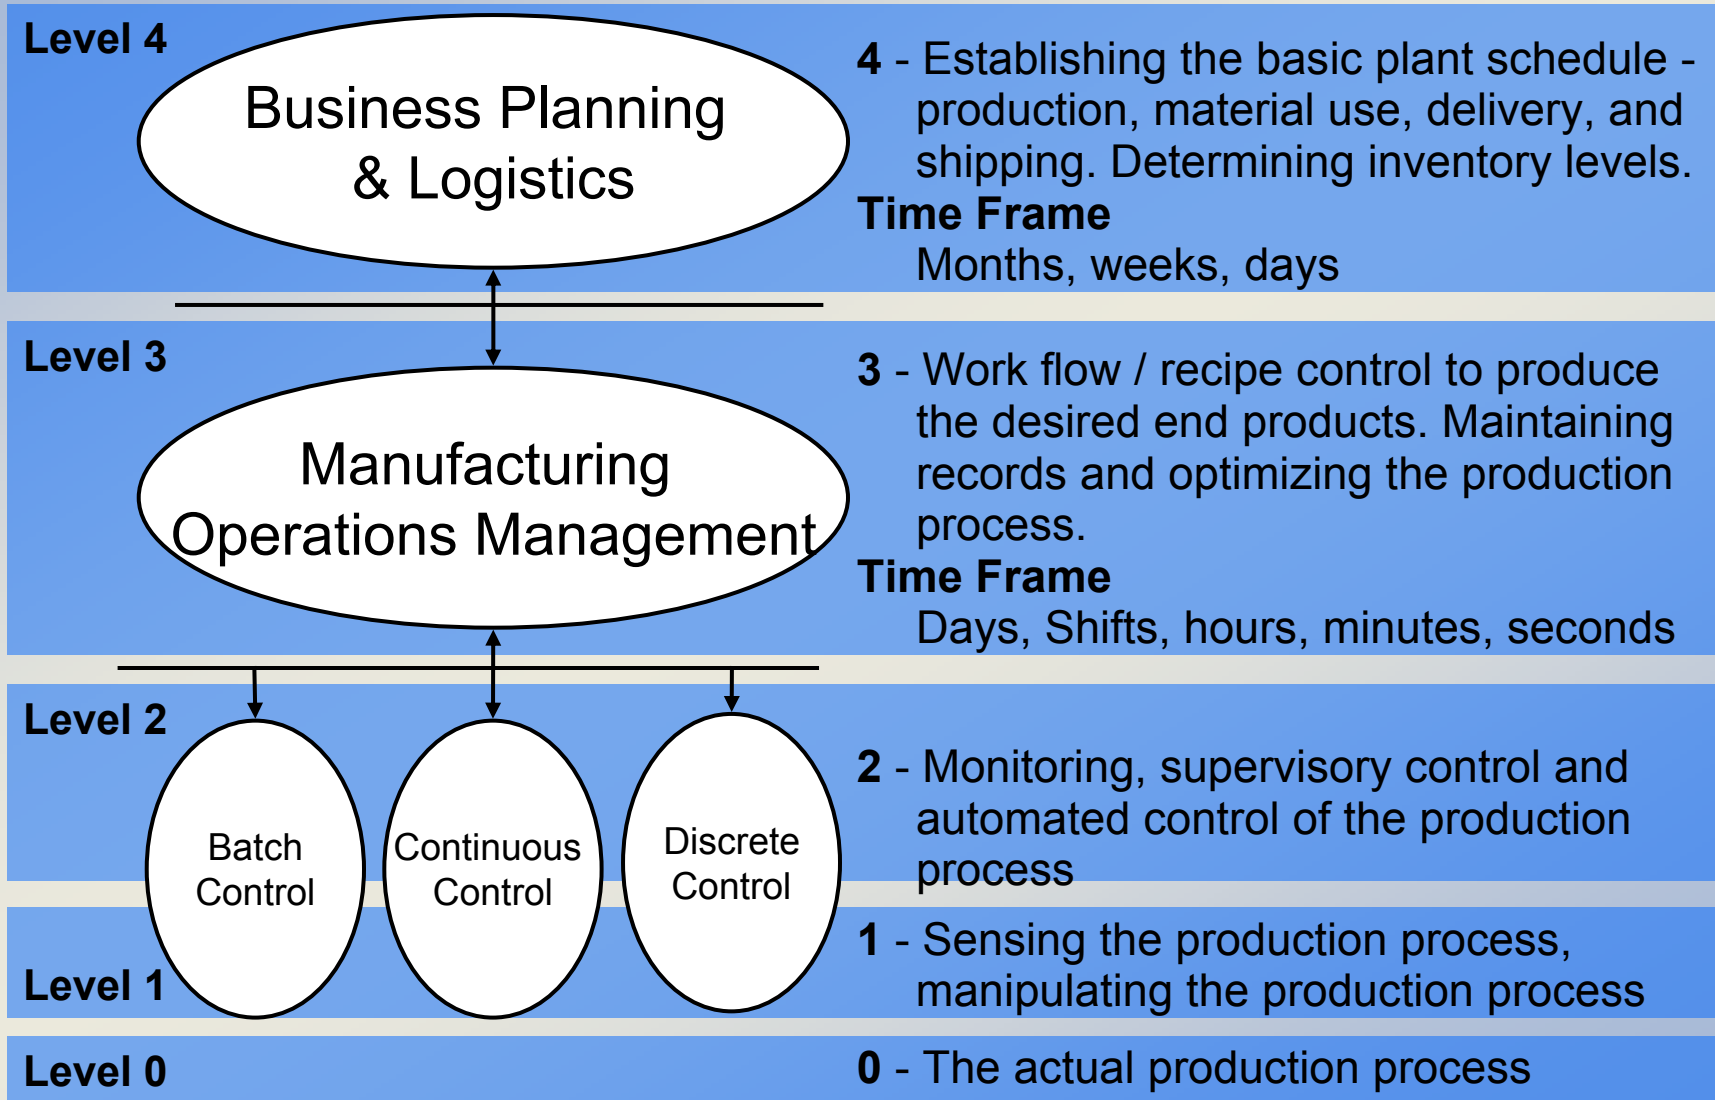 Level 4
Business Planning
& Logistics
4 - Establishing the basic plant schedule -
production, material use, delivery, and
shipping. Determining inventory levels.
Time Frame
Months, weeks, days
Level 3
Manufacturing
Operations Management
3 - Work flow / recipe control to produce
the desired end products. Maintaining
records and optimizing the production
process.
Time Frame
Days, Shifts, hours, minutes, seconds
Level 2
Batch
Control
Continuous
Control
Discrete
Control
2 - Monitoring, supervisory control and
automated control of the production
process
Level 1
1 - Sensing the production process,
manipulating the production process
Level 0
0 - The actual production process